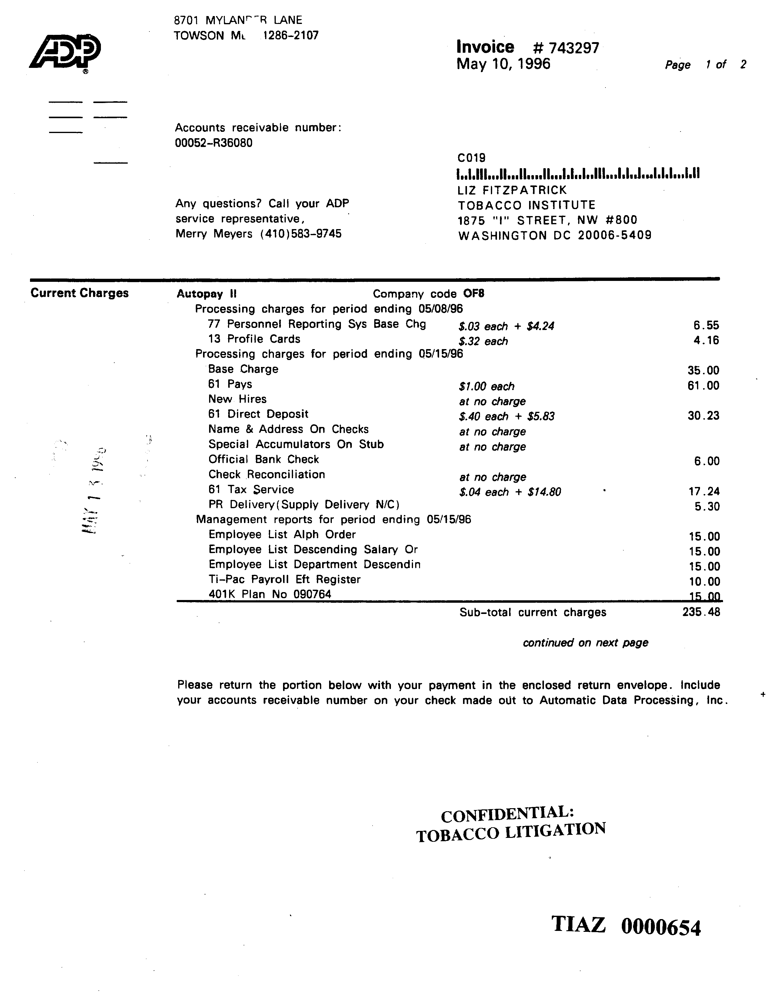 8701 MYLANDER LANE
TOWSON 1286-2107
ADP
Invoice # 743297
May 10, 1996
Page 1 of 2
Accounts receivable number:
00052-R36080
C019
LIZ FITZPATRICK
TOBACCO INSTITUTE
1875 "I" STREET, NW #800
WASHINGTON DC 20006-5409
Any questions? Call your ADP
service representative,
Merry Meyers (410)583-9745
Current Charges
Autopay II Company code OF8
Processing charges for period ending 05/08/96
77 Personnel Reporting Sys Base Chg $.03 each + $4.24 6.55
13 Profile Cards $.32 each 4.16
Processing charges for period ending 05/15/96
Base Charge 35.00
61 Pays $1.00 each 61.00
New Hires at no charge
61 Direct Deposit $.40 each + $5.83 30.23
Name & Address On Checks at no charge
Special Accumulators On Stub at no charge
Official Bank Check 6.00
Check Reconciliation at no charge
61 Tax Service $.04 each + $14.80 17.24
PR Delivery(Supply Delivery N/C) 5.30
Management reports for period ending 05/15/96
Employee List Alph Order 15.00
Employee List Descending Salary Or 15.00
Employee List Department Descendin 15.00
Ti-Pac Payroll Eft Register 10.00
401K Plan No 090764 15.00
Sub-total current charges 235.48
MAY 13 1996
continued on next page
Please return the portion below with your payment in the enclosed return envelope. Include
your accounts receivable number on your check made out to Automatic Data Processing, Inc.
CONFIDENTIAL:
TOBACCO LITIGATION
TIAZ 0000654